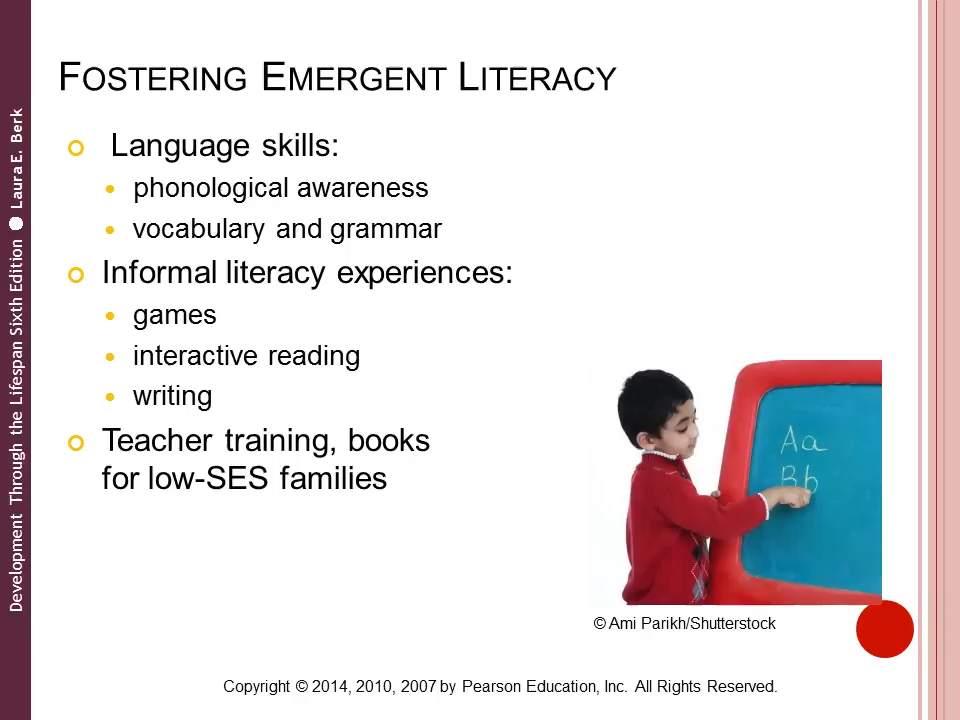 FOSTERING EMERGENT LITERACY
Language skills:
phonological awareness
vocabulary and grammar
Informal literacy experiences:
games
interactive reading
writing
Teacher training, books
for low-SES families
Aa
Bb
© Ami Parikh/Shutterstock
Copyright © 2014, 2010, 2007 by Pearson Education, Inc. All Rights Reserved.
Development Through the Lifespan Sixth Edition ● Laura E. Berk